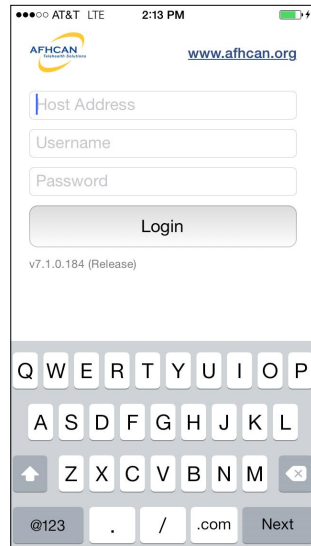 AT&T LTE 2:13 PM
AFHCAN
Telehealth Solutions
www.afhcan.org
Host Address
Username
Password
Login
v7.1.0.184 (Release)
Q W E R T Y U I O P
A S D F G H J K L
Z X C V B N M
@123 . / .com Next